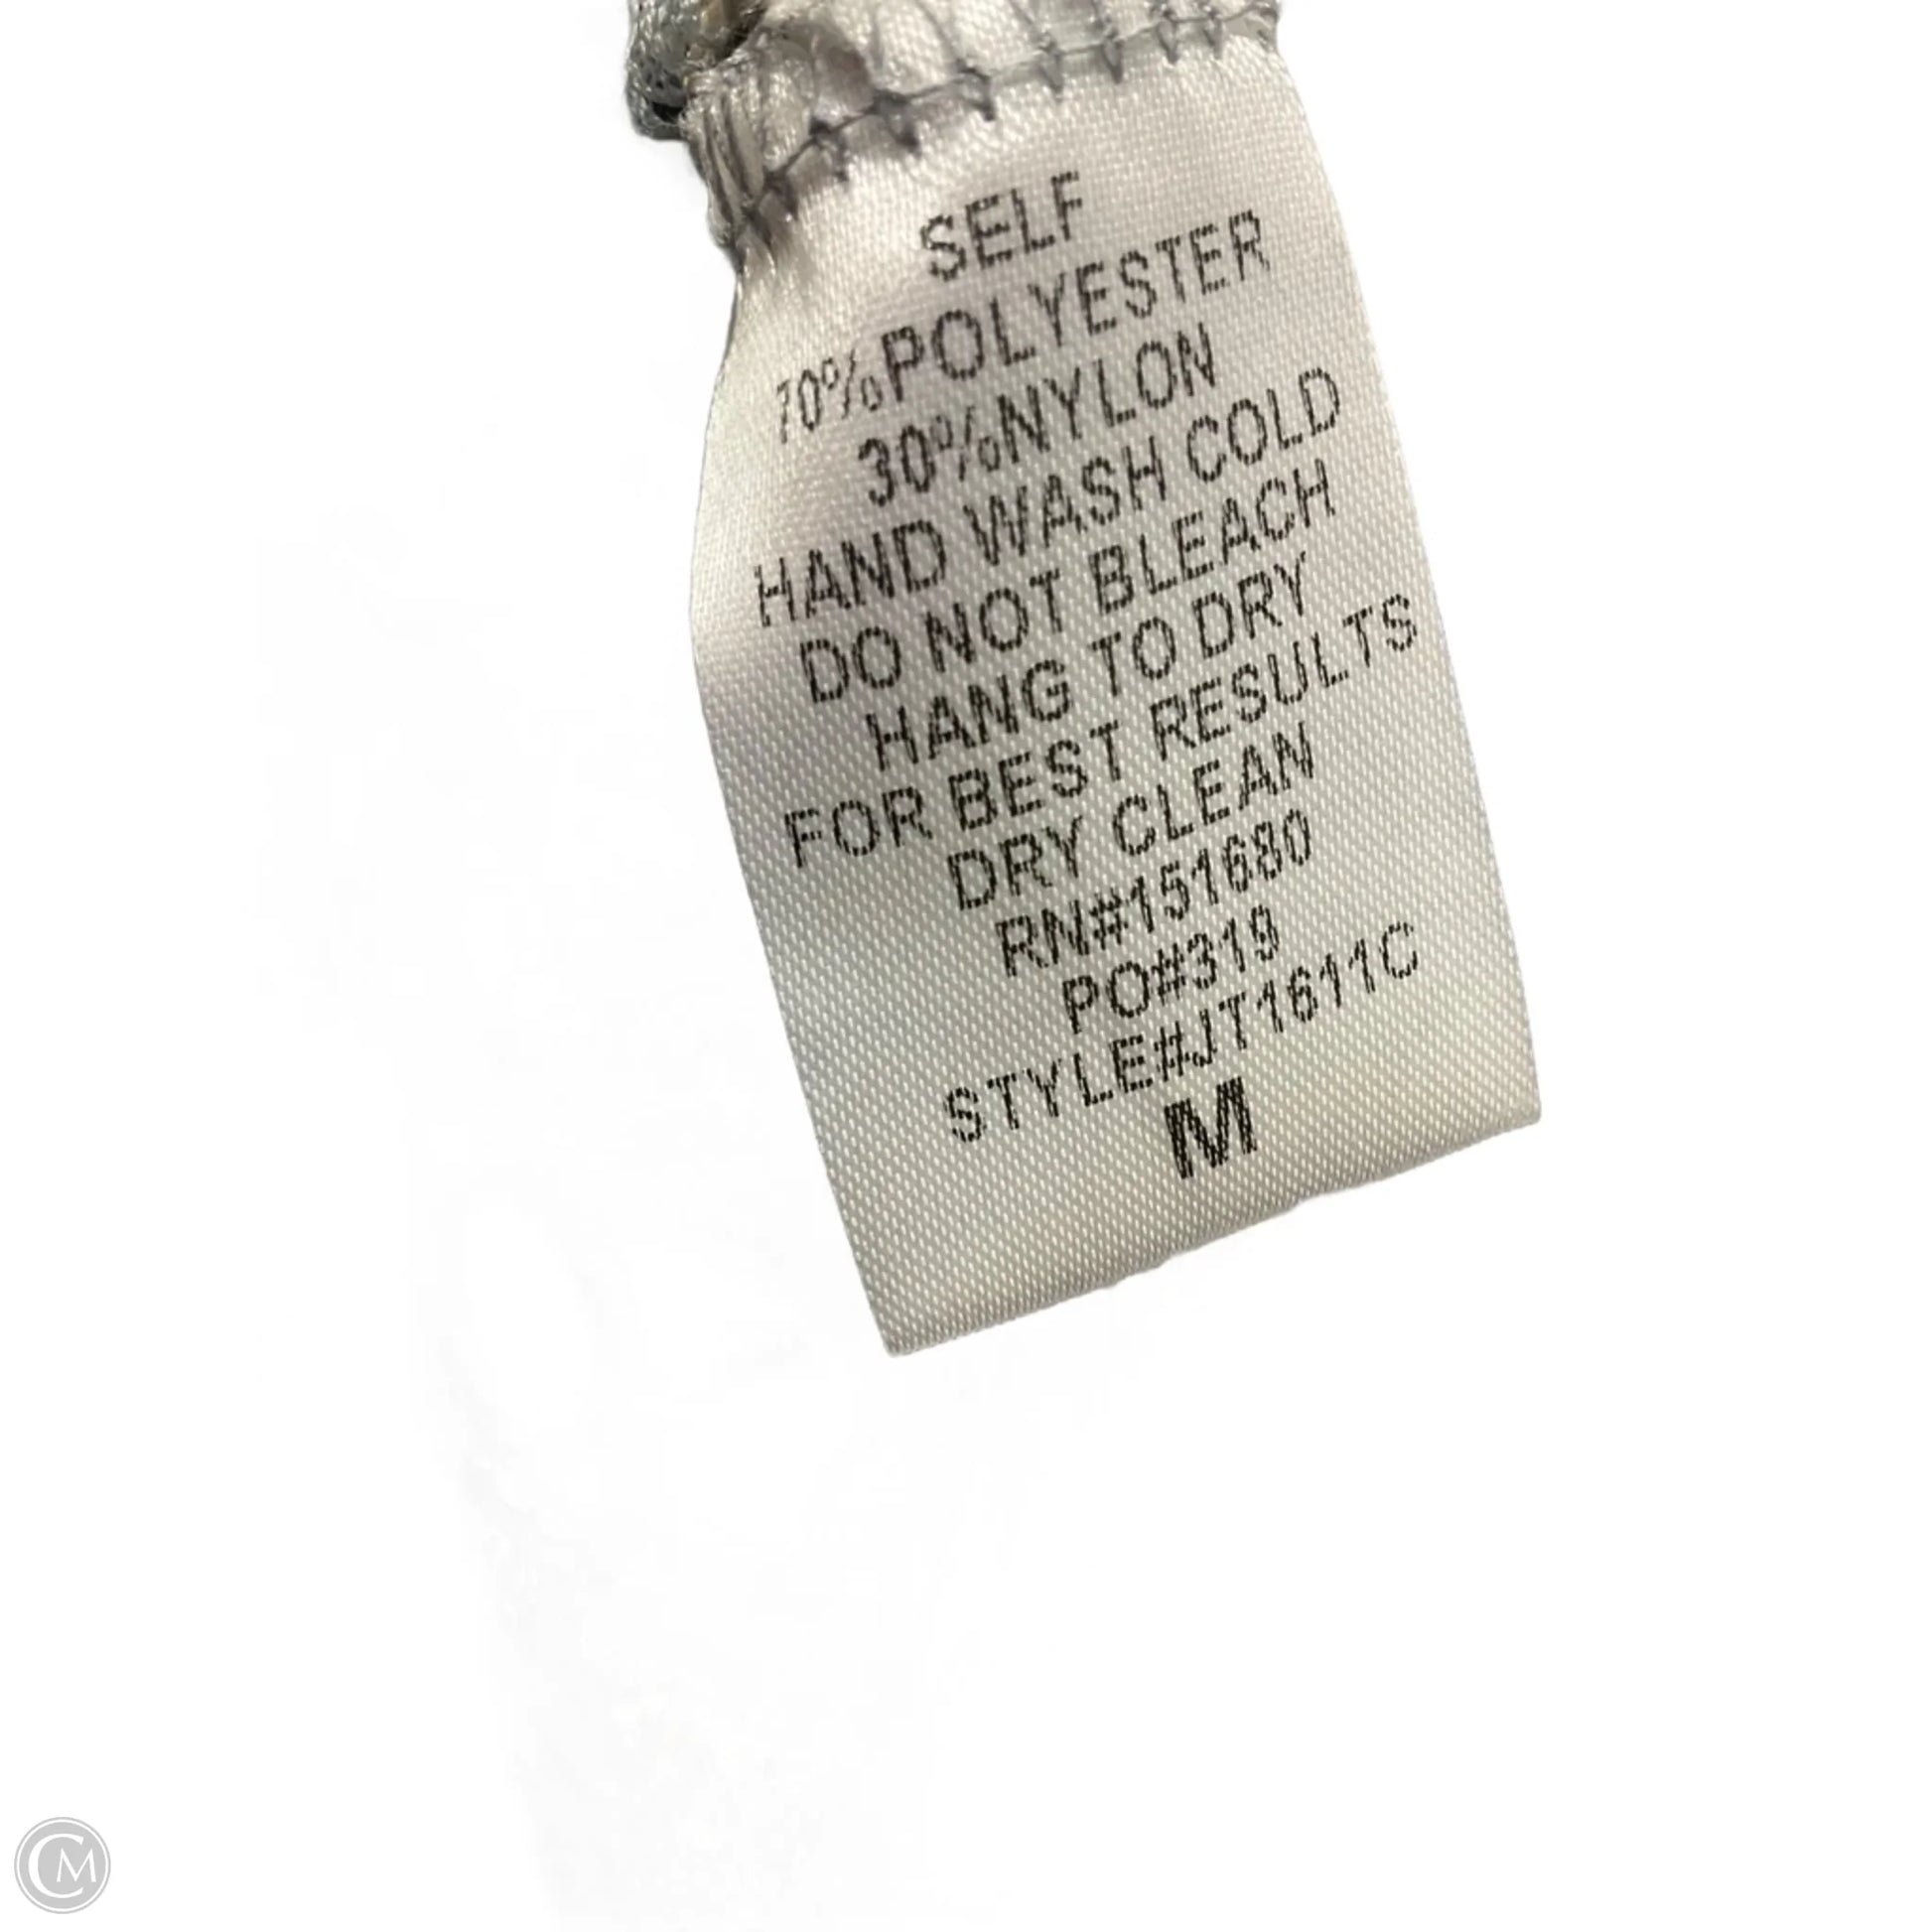 SELF
70%POLYESTER
30%NYLON
HAND WASH COLD
DO NOT BLEACH
HANG TO DRY
FOR BEST RESULTS
DRY CLEAN
RN#151680
PO#319
STYLE#JT1611C
M
CM